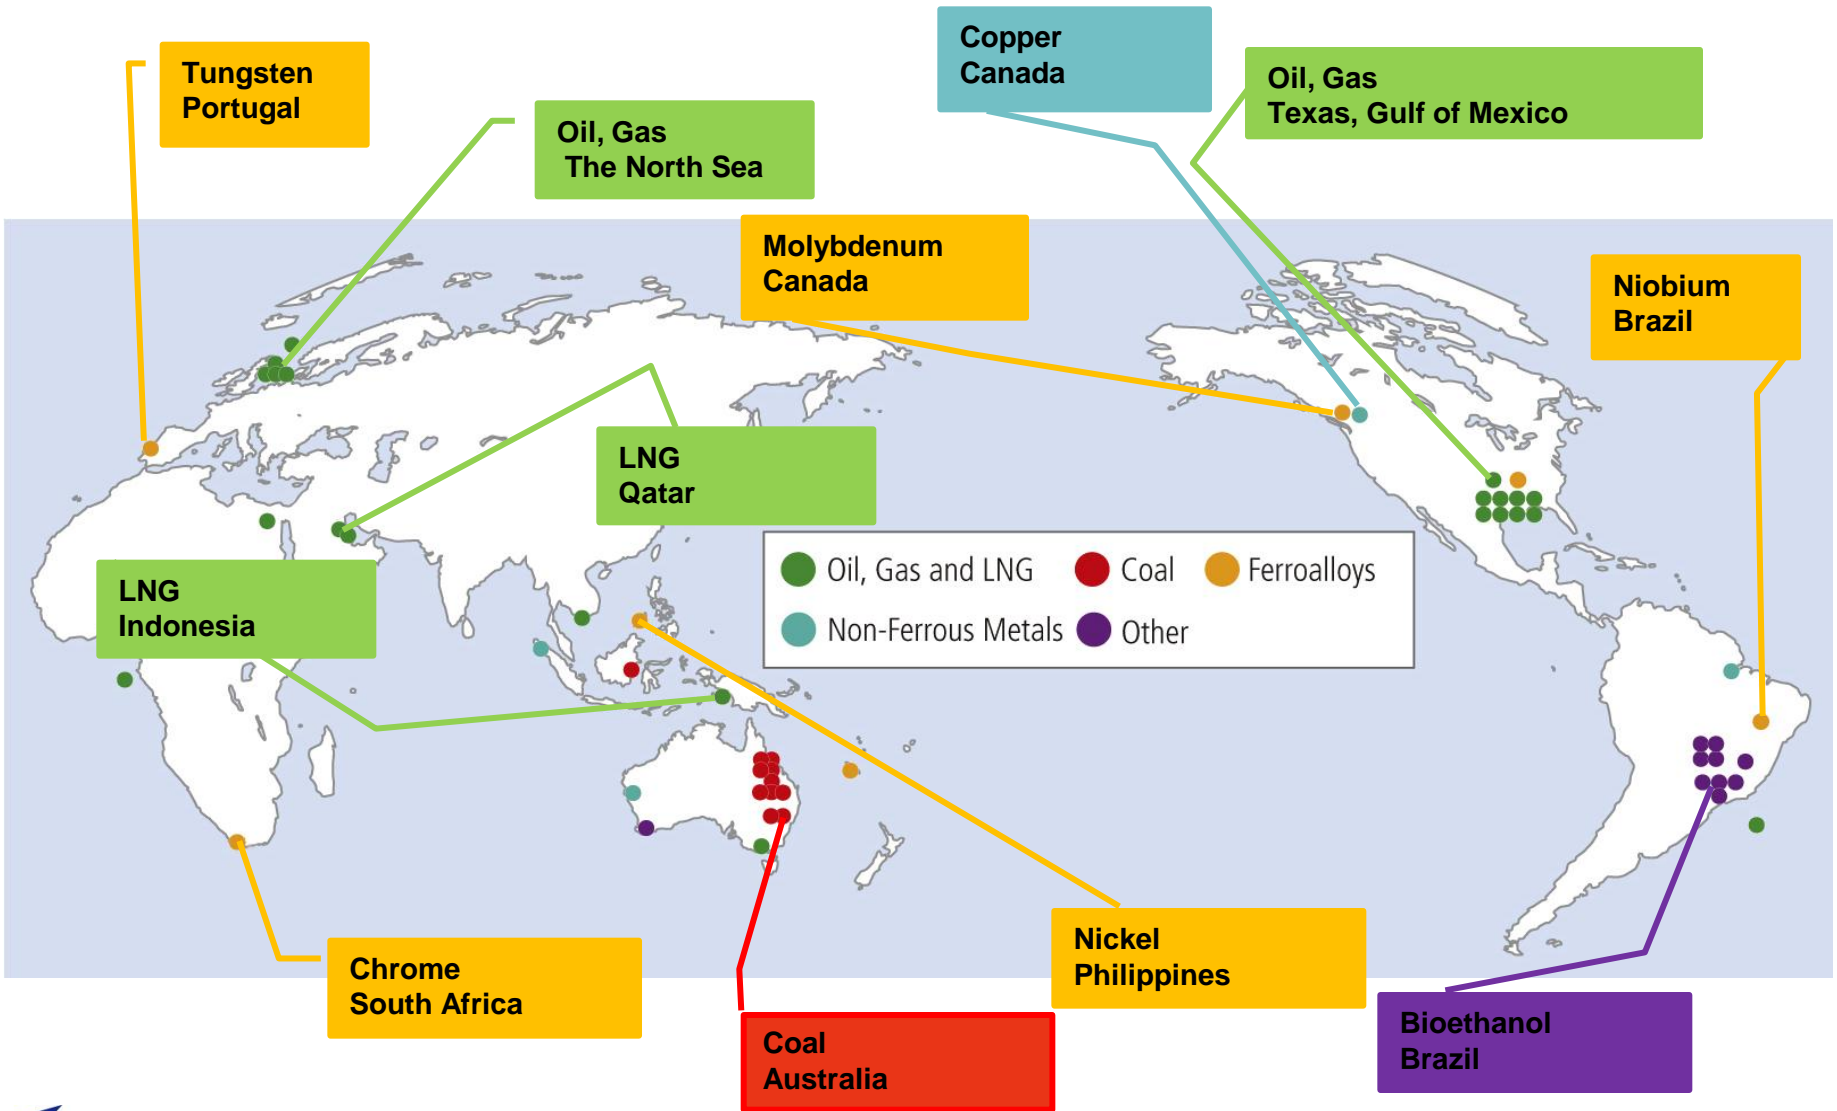 Tungsten
Portugal
Oil, Gas
The North Sea
Copper
Canada
Oil, Gas
Texas, Gulf of Mexico
Molybdenum
Canada
Niobium
Brazil
LNG
Qatar
LNG
Indonesia
Oil, Gas and LNG
Coal
Ferroalloys
Non-Ferrous Metals
Other
Chrome
South Africa
Coal
Australia
Nickel
Philippines
Bioethanol
Brazil